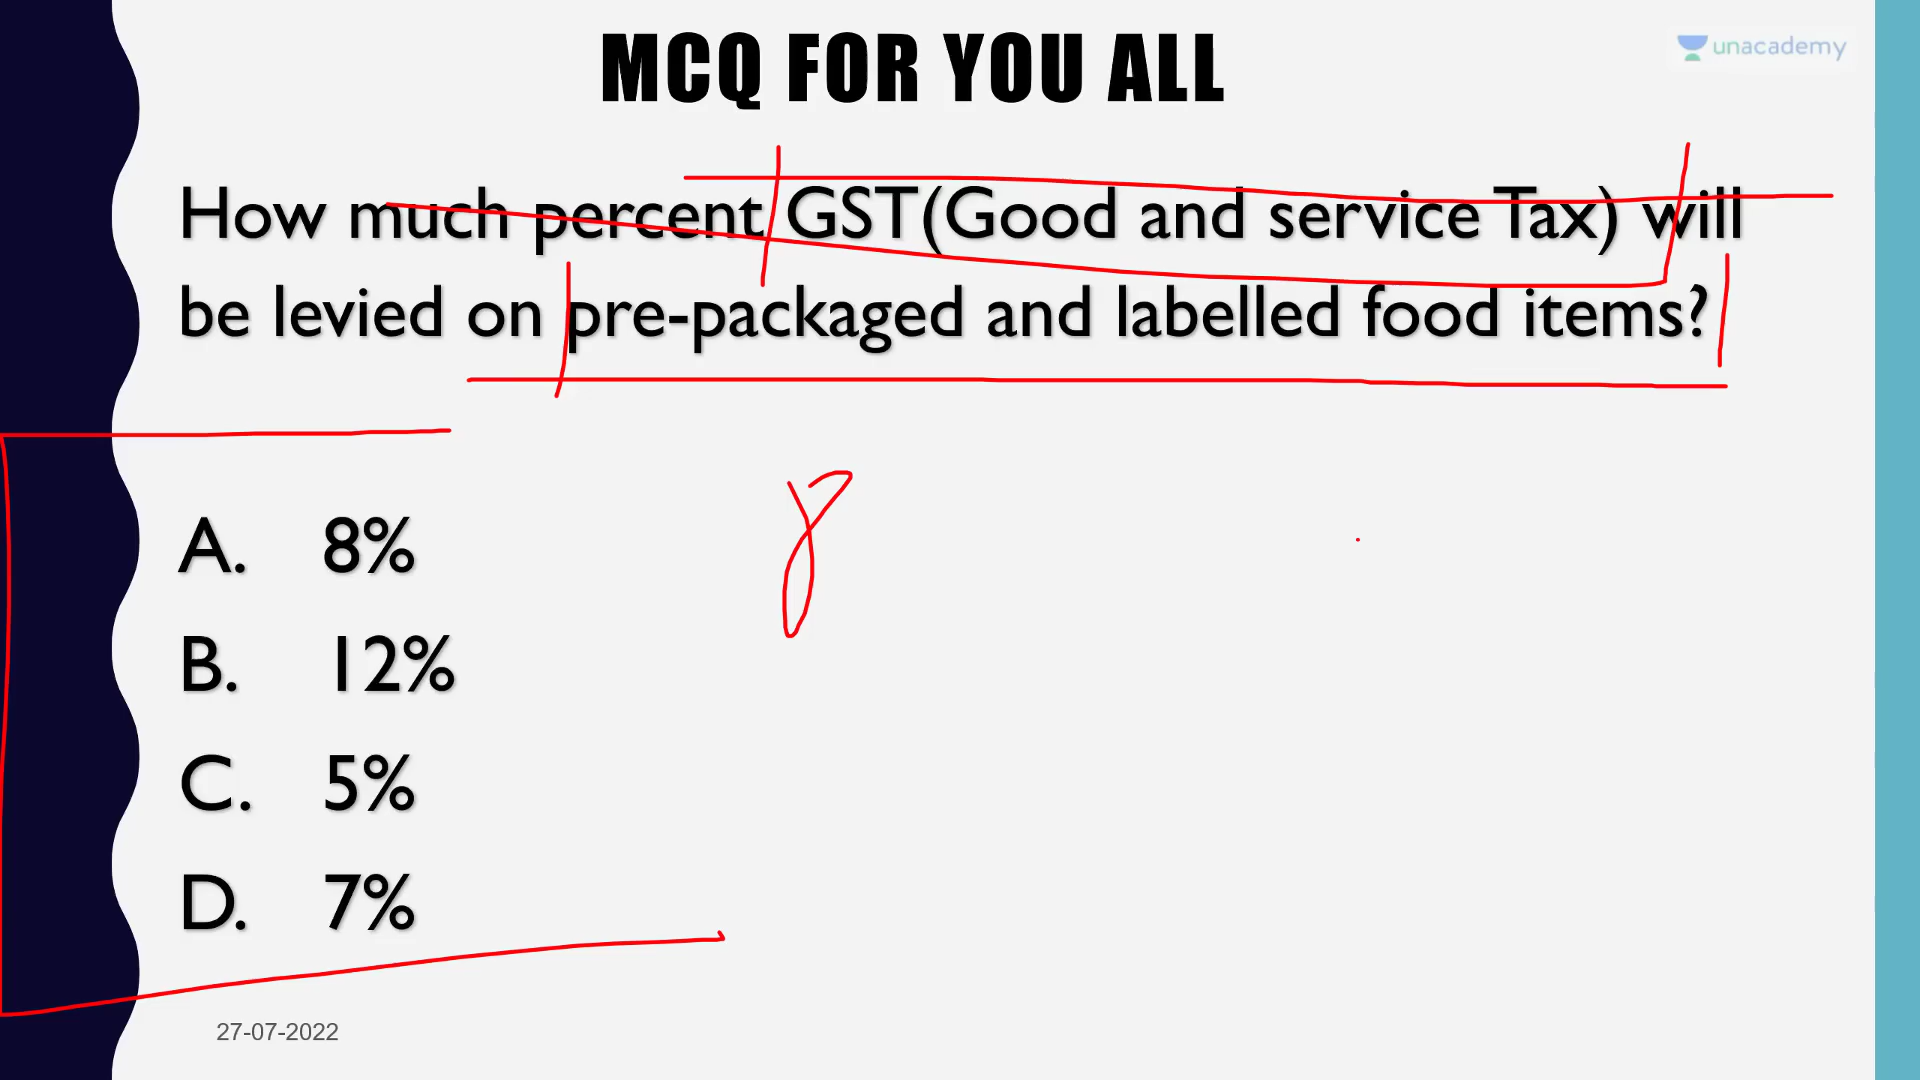 MCQ FOR YOU ALL
unacademy
How much percent GST(Good and service Tax) will
be levied on pre-packaged and labelled food items?
A. 8%
B. 12%
C. 5%
D. 7%
27-07-2022